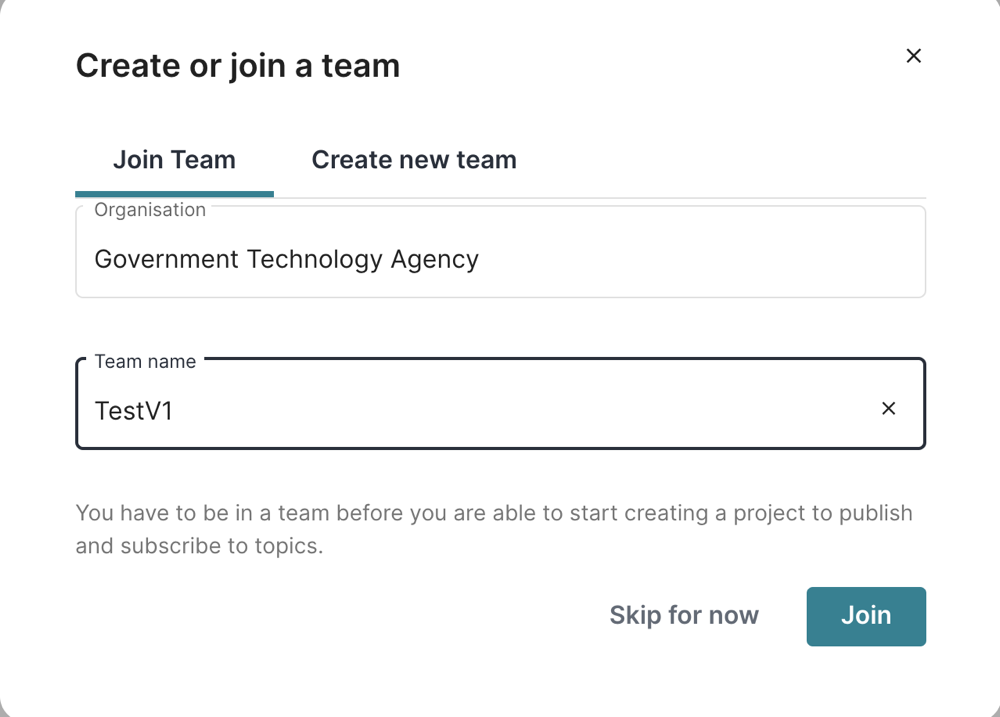 Create or join a team
Join Team
Create new team
Organisation
Government Technology Agency
Team name
TestV1
You have to be in a team before you are able to start creating a project to publish
and subscribe to topics.
Skip for now
Join